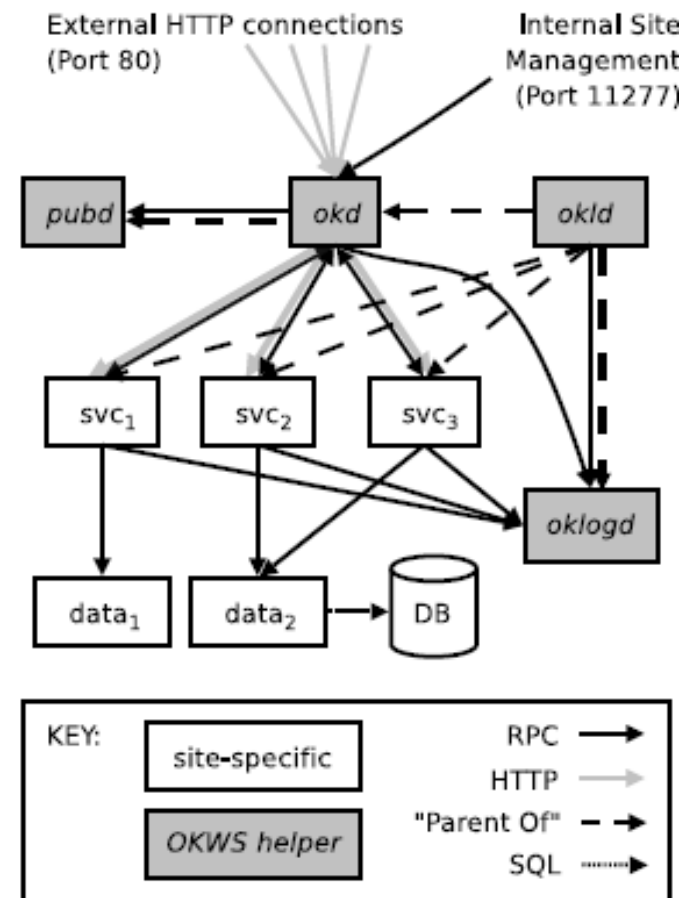 External HTTP connections
(Port 80)
Internal Site
Management
(Port 11277)
pubd
okd
okld
svc₁
svc₂
svc₃
oklogd
data₁
data₂
DB
KEY:
site-specific
OKWS helper
RPC
HTTP
"Parent Of"
SQL